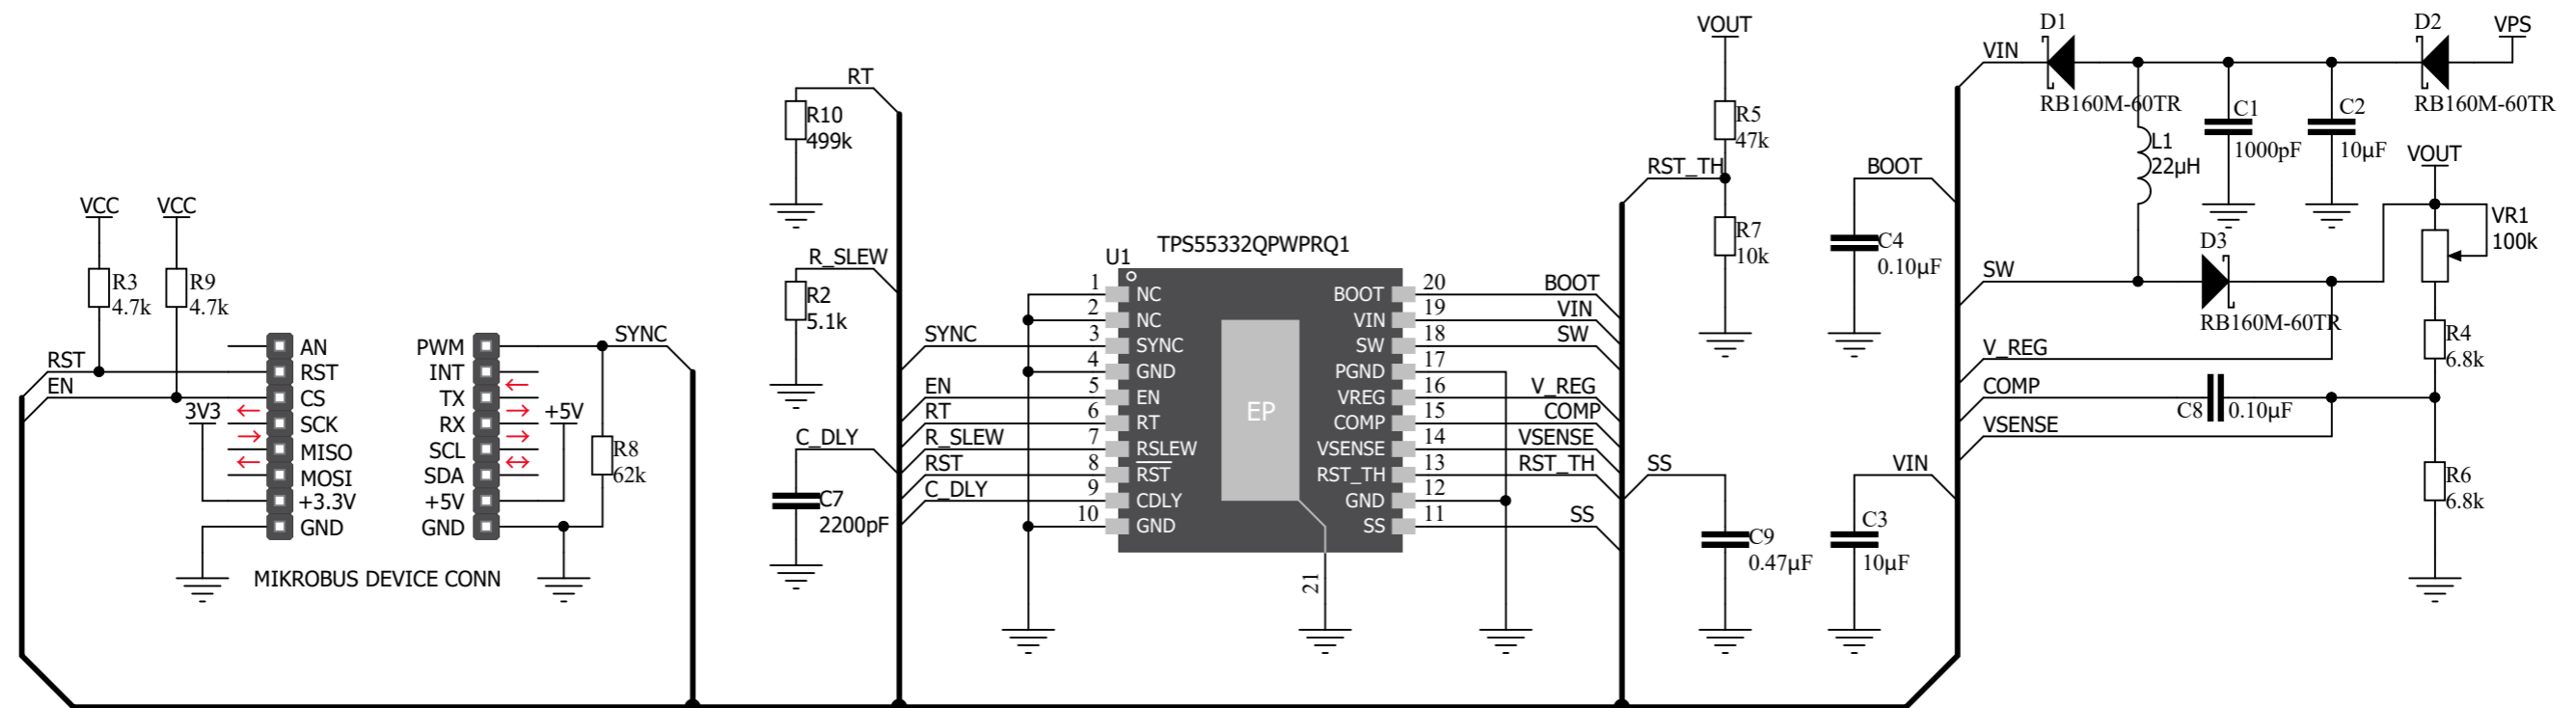 VCC
VCC
R3
4.7k
R9
4.7k
RST
EN
3V3
AN
RST
CS
SCK
MISO
MOSI
+3.3V
GND
PWM
INT
TX
RX
SCL
SDA
+5V
GND
+5V
SYNC
R8
62k
MIKROBUS DEVICE CONN
RT
R10
499k
R_SLEW
R2
5.1k
C_DLY
C7
2200pF
SYNC
EN
RT
R_SLEW
RST
C_DLY
TPS55332QPWPRQ1
U1
1
2
3
4
5
6
7
8
9
10
NC
NC
SYNC
GND
EN
RT
RSLEW
RST
CDLY
GND
EP
21
BOOT
VIN
SW
PGND
VREG
COMP
VSENSE
RST_TH
GND
SS
20
19
18
17
16
15
14
13
12
11
BOOT
VIN
SW
V_REG
COMP
VSENSE
RST_TH
SS
VOUT
R5
47k
RST_TH
R7
10k
SS
C9
0.47µF
BOOT
C4
0.10µF
VIN
C3
10µF
VIN
D1
RB160M-60TR
D2
RB160M-60TR
VPS
L1
22µH
C1
1000pF
C2
10µF
VOUT
VR1
100k
SW
D3
RB160M-60TR
V_REG
COMP
VSENSE
C8
0.10µF
R4
6.8k
R6
6.8k